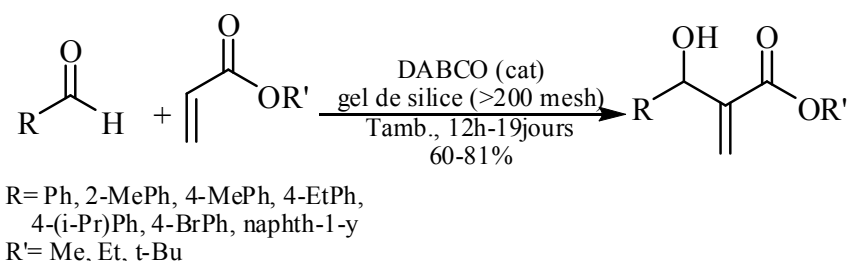 O
R
H
+
O
OR'
DABCO (cat)
gel de silice (>200 mesh)
Tamb., 12h-19jours
60-81%
OH
O
R
OR'
R= Ph, 2-MePh, 4-MePh, 4-EtPh,
4-(i-Pr)Ph, 4-BrPh, naphth-1-y
R'= Me, Et, t-Bu